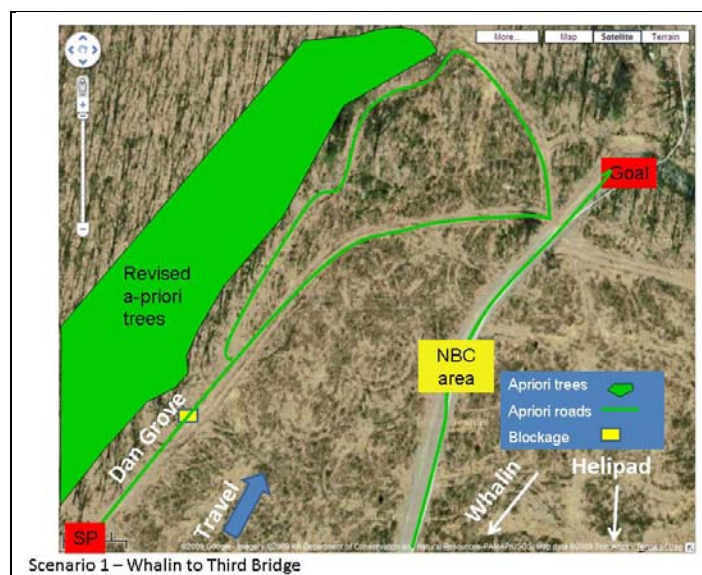 More...
Map
Satellite
Terrain
Goal
Revised
a-priori
trees
NBC
area
Apriori trees
Apriori roads
Blockage
Dan Grove
Travel
Whalin
Helipad
SP
Scenario 1 – Whalin to Third Bridge